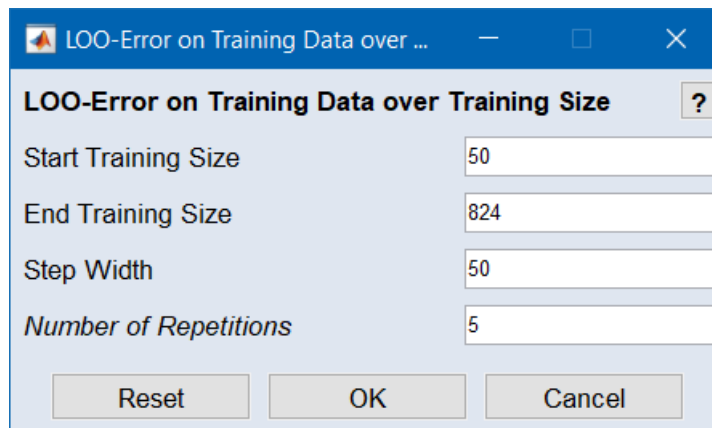 LOO-Error on Training Data over ...
LOO-Error on Training Data over Training Size ?
Start Training Size 50
End Training Size 824
Step Width 50
Number of Repetitions 5
Reset OK Cancel